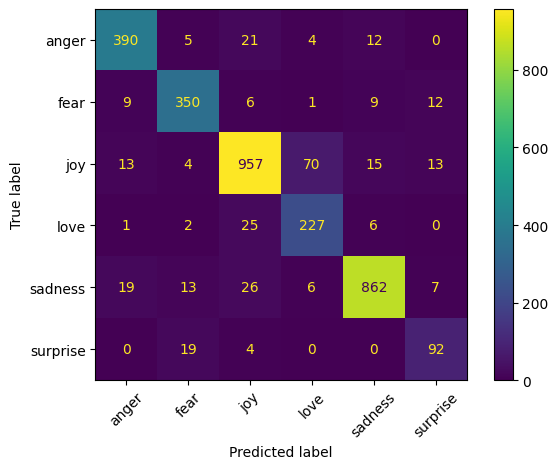 anger 390 5 21 4 12 0
fear 9 350 6 1 9 12
joy 13 4 957 70 15 13
love 1 2 25 227 6 0
sadness 19 13 26 6 862 7
surprise 0 19 4 0 0 92
anger fear joy love sadness surprise
Predicted label
True label
800
600
400
200
0